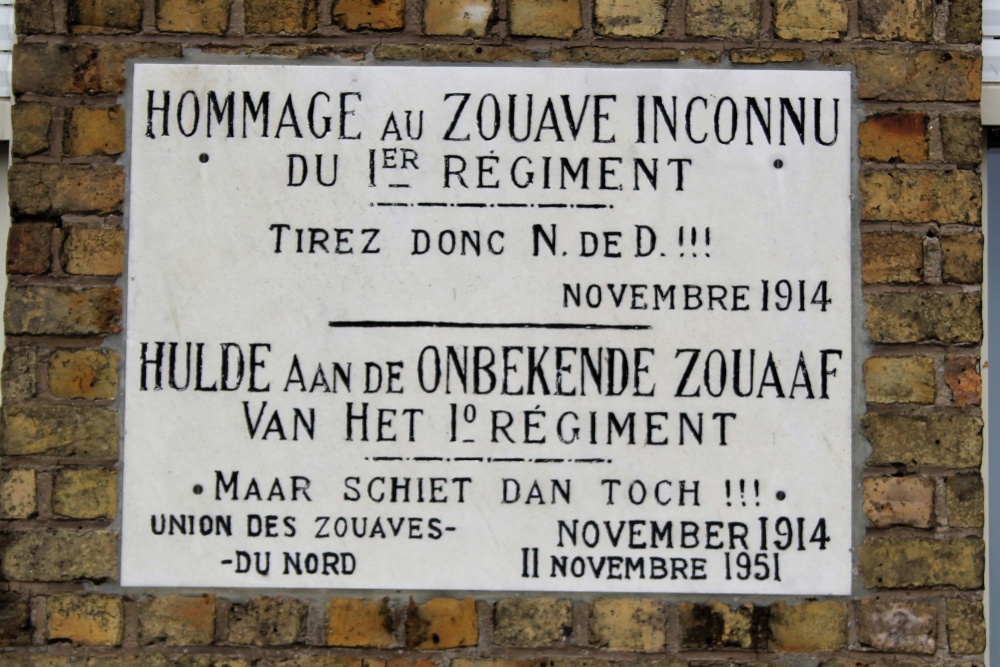 HOMMAGE AU ZOUAVE INCONNU
DU 1ER RÉGIMENT
TIREZ DONC N. DE D. !!!
NOVEMBRE 1914
HULDE AAN DE ONBEKENDE ZOUAAF
VAN HET 1º RÉGIMENT
MAAR SCHIET DAN TOCH !!!
UNION DES ZOUAVES- NOVEMBER 1914
-DU NORD 11 NOVEMBRE 1951